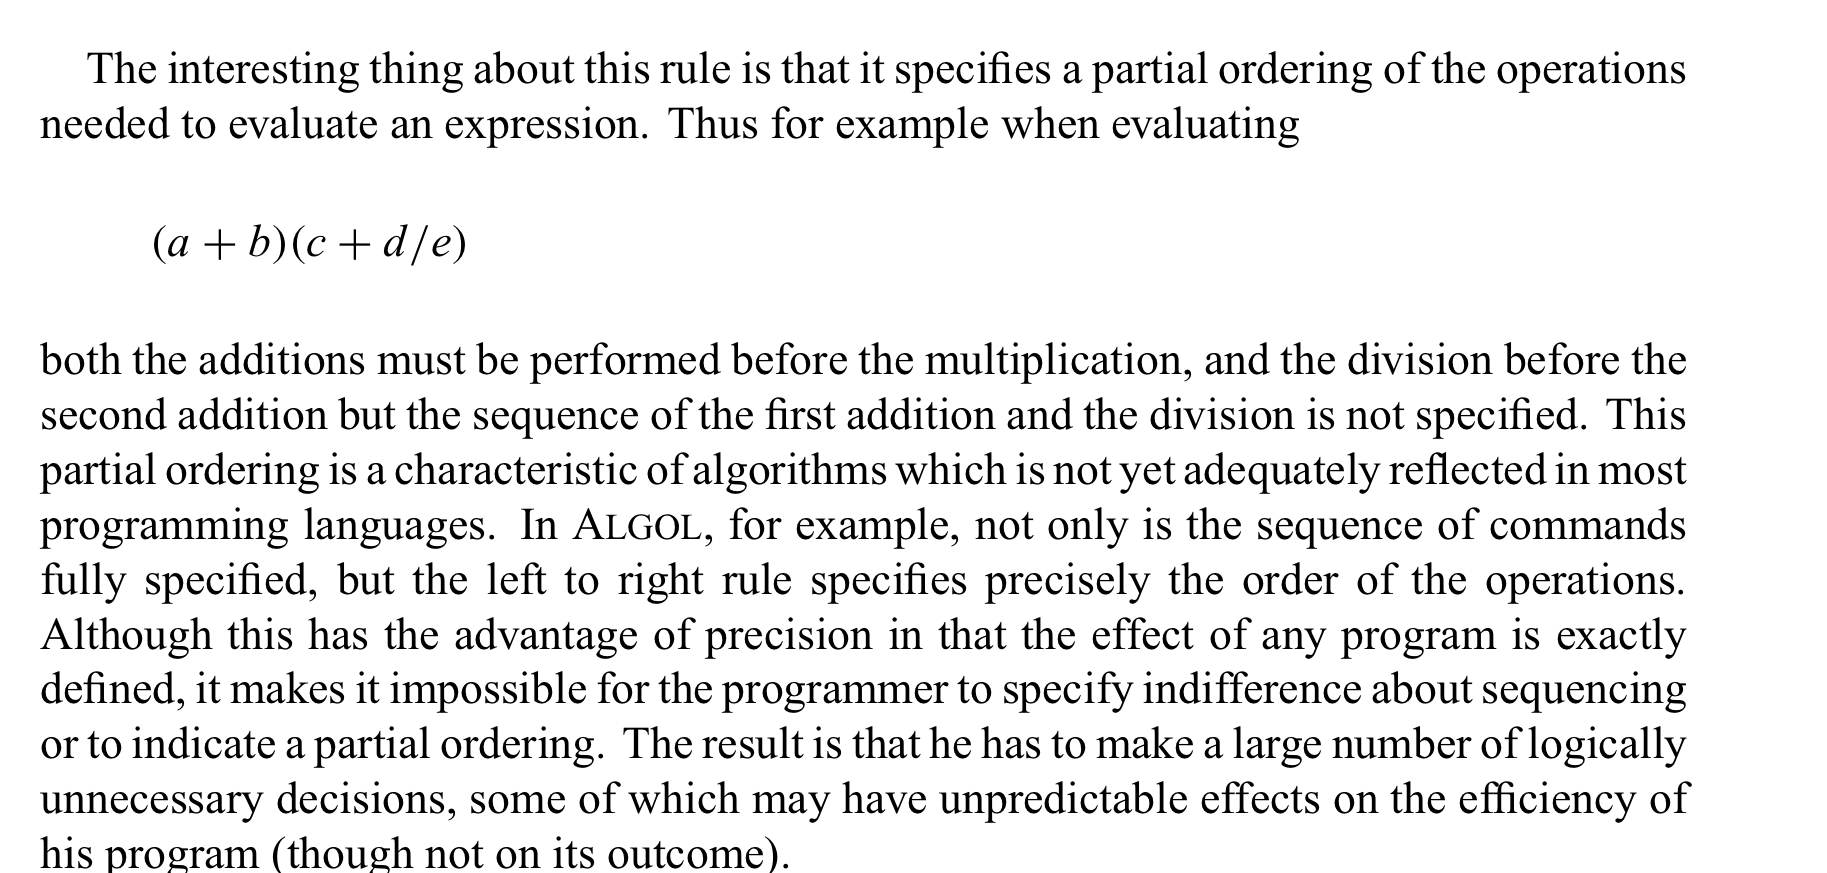 The interesting thing about this rule is that it specifies a partial ordering of the operations
needed to evaluate an expression. Thus for example when evaluating
(a + b)(c + d/e)
both the additions must be performed before the multiplication, and the division before the
second addition but the sequence of the first addition and the division is not specified. This
partial ordering is a characteristic of algorithms which is not yet adequately reflected in most
programming languages. In ALGOL, for example, not only is the sequence of commands
fully specified, but the left to right rule specifies precisely the order of the operations.
Although this has the advantage of precision in that the effect of any program is exactly
defined, it makes it impossible for the programmer to specify indifference about sequencing
or to indicate a partial ordering. The result is that he has to make a large number of logically
unnecessary decisions, some of which may have unpredictable effects on the efficiency of
his program (though not on its outcome).